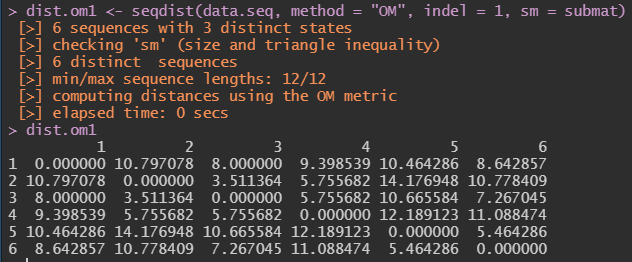 > dist.om1 <- seqdist(data.seq, method = "OM", indel = 1, sm = submat)
[>] 6 sequences with 3 distinct states
[>] checking 'sm' (size and triangle inequality)
[>] 6 distinct  sequences
[>] min/max sequence lengths: 12/12
[>] computing distances using the OM metric
[>] elapsed time: 0 secs
> dist.om1
          1         2         3         4         5         6
1  0.000000 10.797078  8.000000  9.398539 10.464286  8.642857
2 10.797078  0.000000  3.511364  5.755682 14.176948 10.778409
3  8.000000  3.511364  0.000000  5.755682 10.665584  7.267045
4  9.398539  5.755682  5.755682  0.000000 12.189123 11.088474
5 10.464286 14.176948 10.665584 12.189123  0.000000  5.464286
6  8.642857 10.778409  7.267045 11.088474  5.464286  0.000000